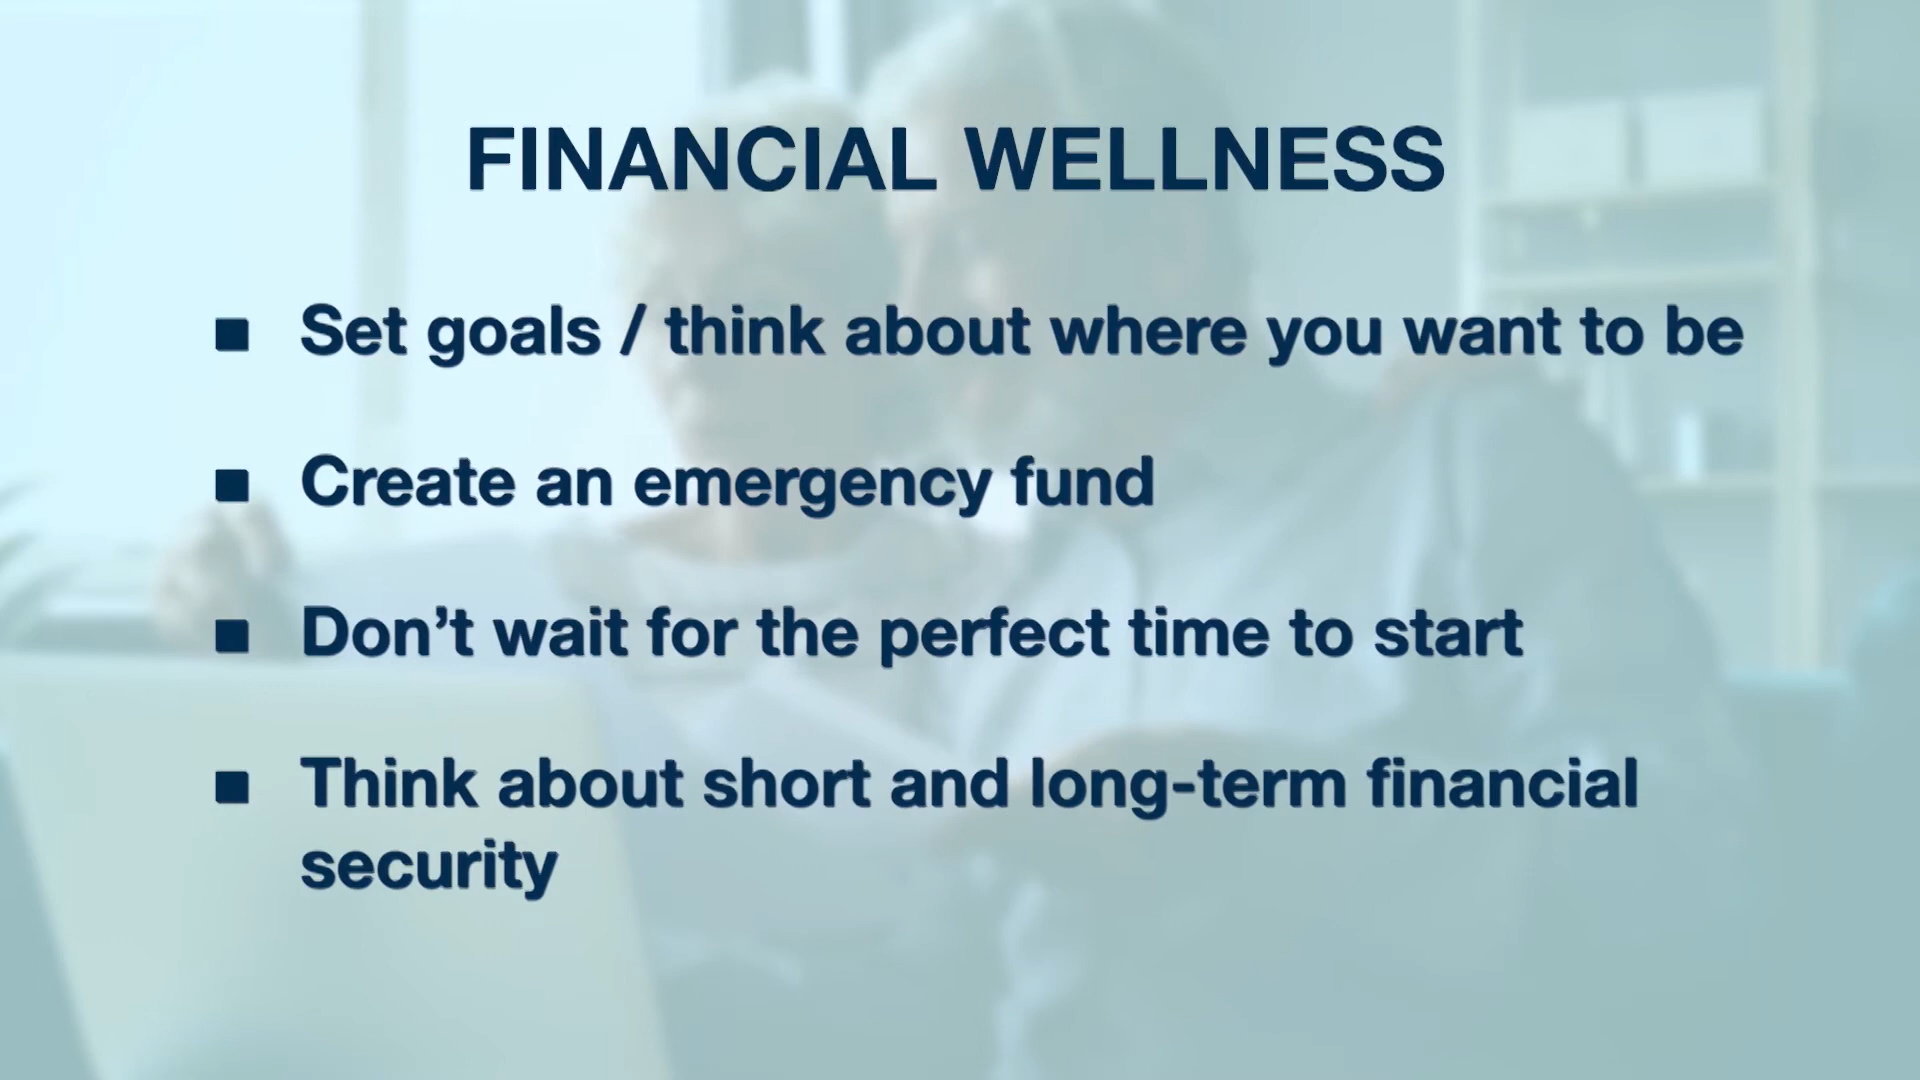 FINANCIAL WELLNESS
■ Set goals / think about where you want to be
■ Create an emergency fund
■ Don’t wait for the perfect time to start
■ Think about short and long-term financial
security